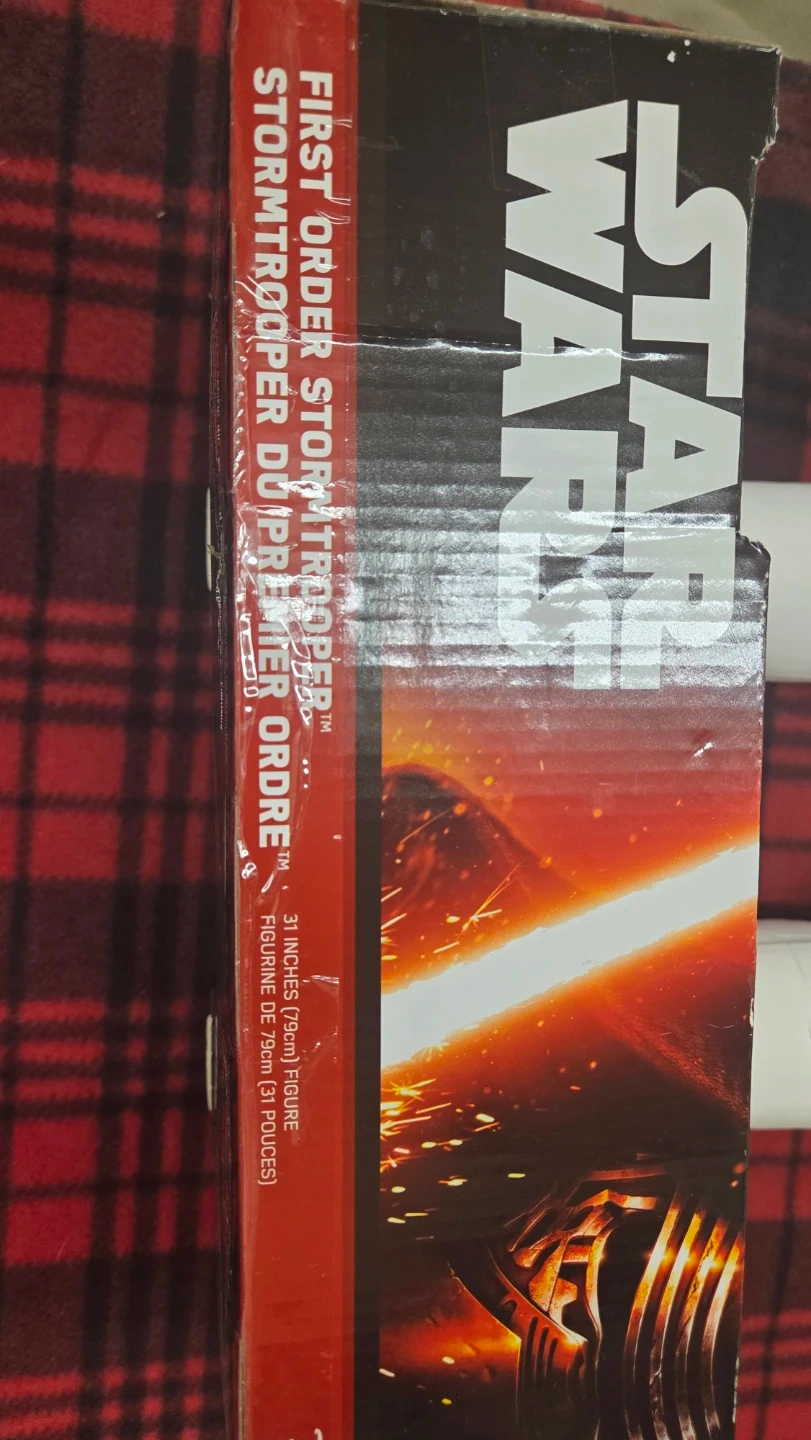 STAR
WARS
FIRST ORDER STORMTROOPER™
STORMTROOPER DU PREMIER ORDRE™
31 INCHES (79cm) FIGURE
FIGURINE DE 79cm (31 POUCES)